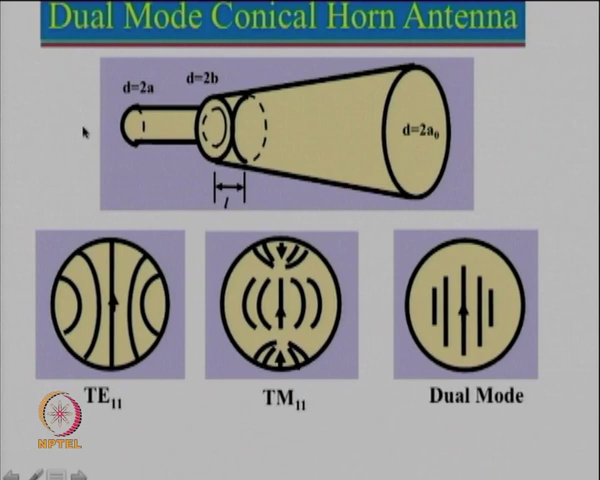 Dual Mode Conical Horn Antenna
d=2a
d=2b
d=2a₀
l
TE₁₁
TM₁₁
Dual Mode
NPTEL